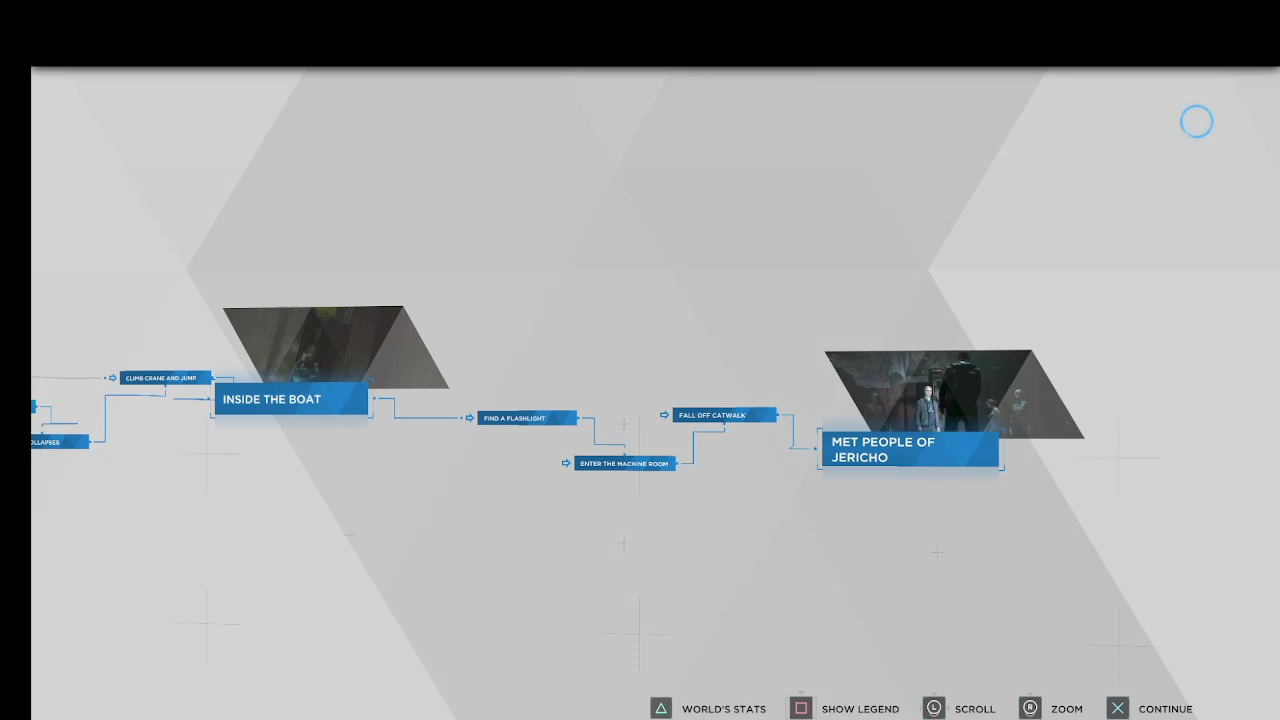 CLIMB CRANE AND JUMP
INSIDE THE BOAT
OLLAPSES
FIND A FLASHLIGHT
FALL OFF CATWALK
ENTER THE MACHINE ROOM
MET PEOPLE OF
JERICHO
WORLD'S STATS
SHOW LEGEND
L
SCROLL
R
ZOOM
CONTINUE